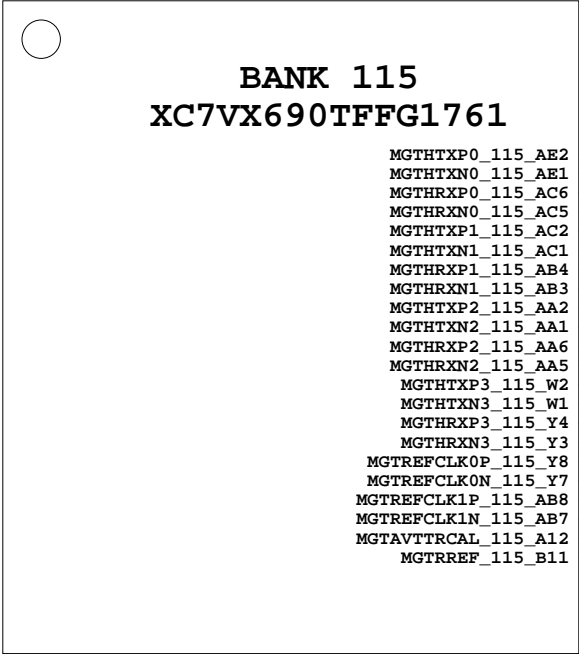 BANK 115
XC7VX690TFFG1761
MGTHTXP0_115_AE2
MGTHTXN0_115_AE1
MGTHRXP0_115_AC6
MGTHRXN0_115_AC5
MGTHTXP1_115_AC2
MGTHTXN1_115_AC1
MGTHRXP1_115_AB4
MGTHRXN1_115_AB3
MGTHTXP2_115_AA2
MGTHTXN2_115_AA1
MGTHRXP2_115_AA6
MGTHRXN2_115_AA5
MGTHTXP3_115_W2
MGTHTXN3_115_W1
MGTHRXP3_115_Y4
MGTHRXN3_115_Y3
MGTREFCLK0P_115_Y8
MGTREFCLK0N_115_Y7
MGTREFCLK1P_115_AB8
MGTREFCLK1N_115_AB7
MGTAVTTRCAL_115_A12
MGTRREF_115_B11